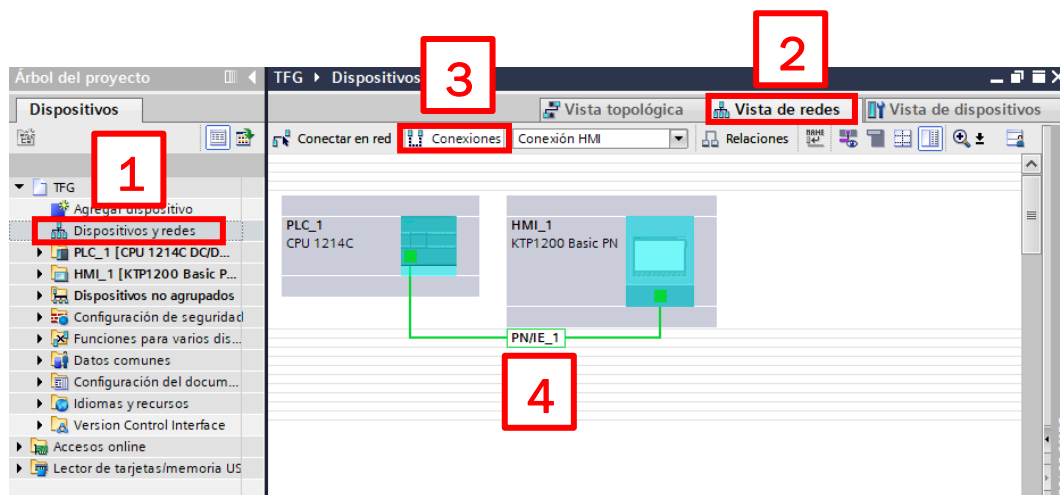 2
3
Árbol del proyecto
TFG ▸ Dispositivos
Dispositivos
Vista topológica
Vista de redes
Vista de dispositivos
Conectar en red
Conexiones
Conexión HMI
Relaciones
1
TFG
Agregar dispositivo
Dispositivos y redes
PLC_1 [CPU 1214C DC/D...
HMI_1 [KTP1200 Basic P...
Dispositivos no agrupados
Configuración de seguridad
Funciones para varios dis...
Datos comunes
Configuración del docum...
Idiomas y recursos
Version Control Interface
Accesos online
Lector de tarjetas/memoria US
PLC_1
CPU 1214C
HMI_1
KTP1200 Basic PN
PN/IE_1
4